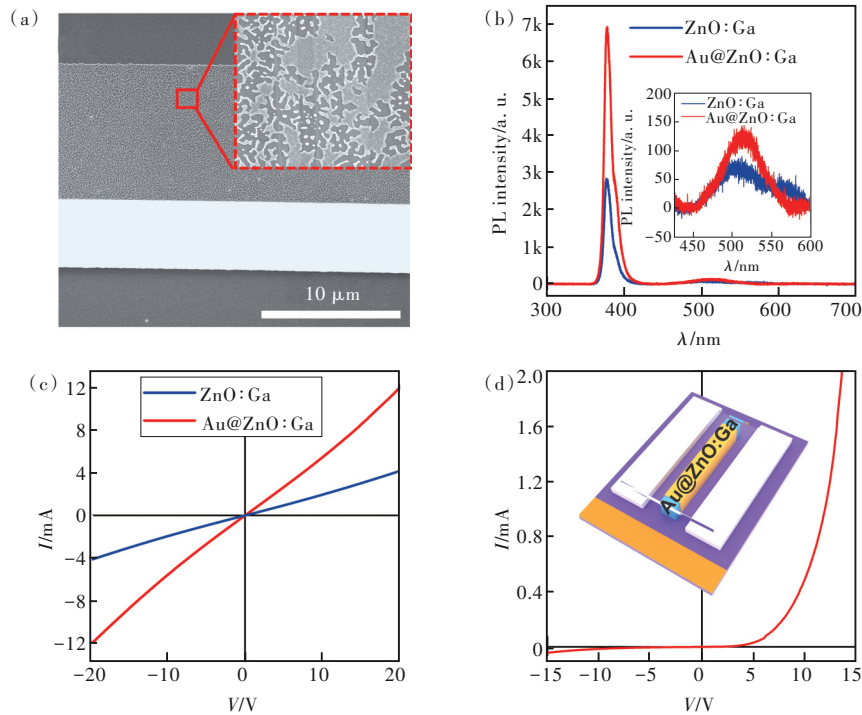 (a)
10 μm
(b)
ZnO:Ga
Au@ZnO:Ga
7k
6k
5k
4k
3k
2k
1k
0
PL intensity/a. u.
300
400
500
600
700
λ/nm
ZnO:Ga
Au@ZnO:Ga
200
150
100
50
0
-50
PL intensity/a. u.
450
500
550
600
λ/nm
(c)
ZnO:Ga
Au@ZnO:Ga
12
8
4
0
-4
-8
-12
I/mA
-20
-10
0
10
20
V/V
(d)
2.0
1.6
1.2
0.8
0.4
0
I/mA
Au@ZnO:Ga
-15
-10
-5
0
5
10
15
V/V